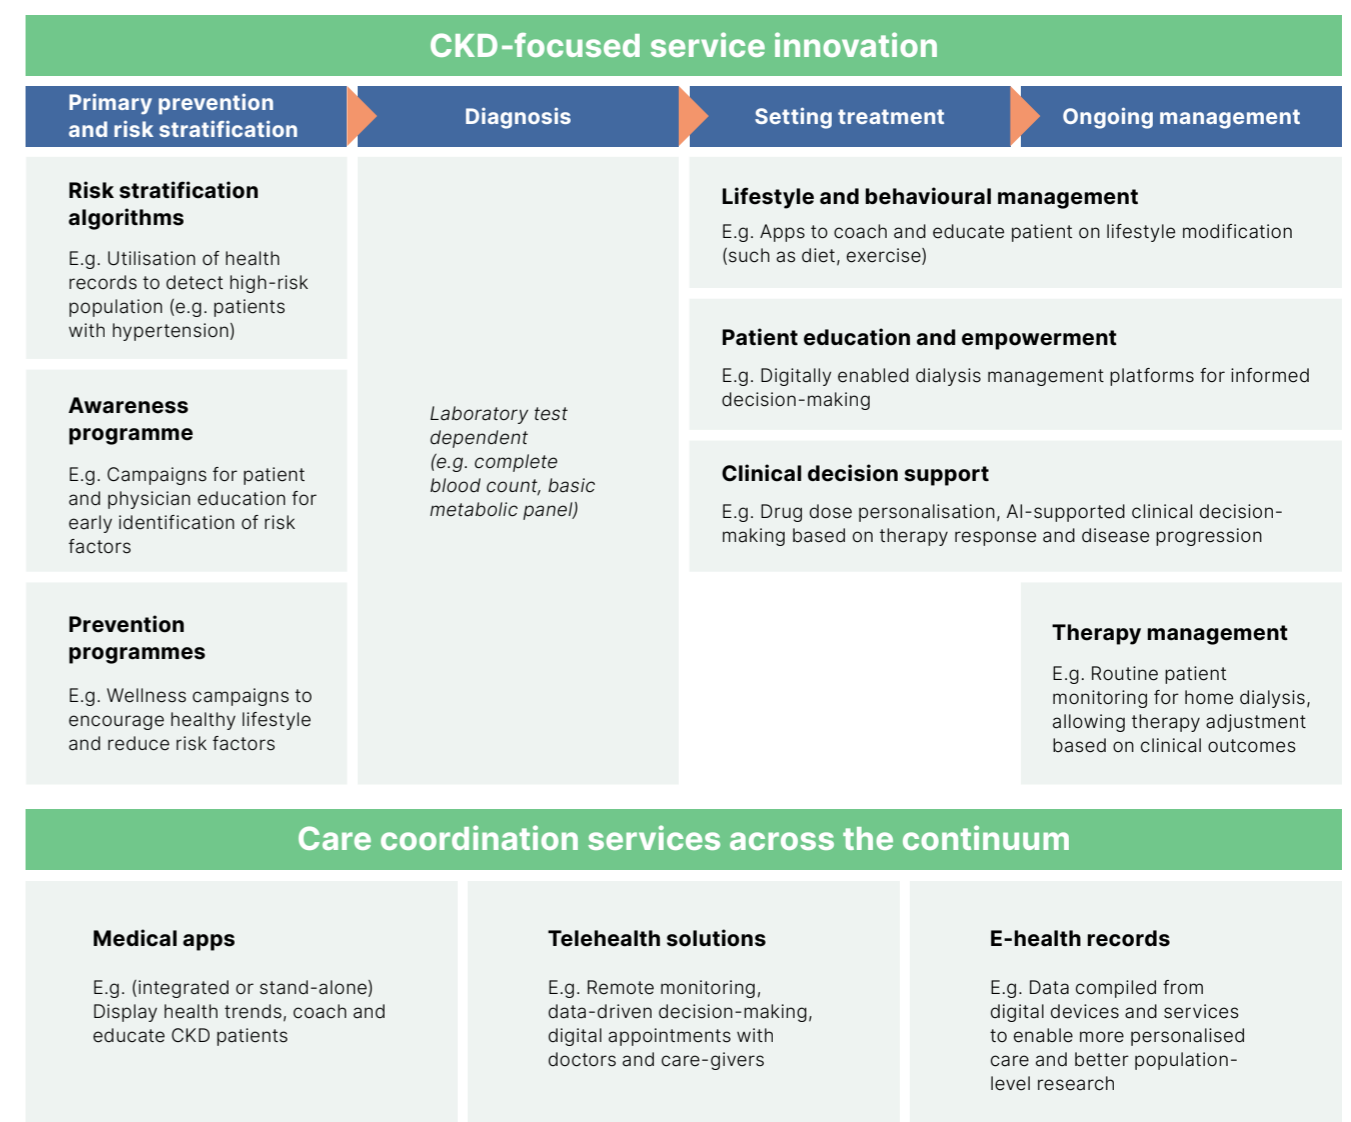 CKD-focused service innovation
Primary prevention
and risk stratification
Diagnosis
Setting treatment
Ongoing management
Risk stratification
algorithms
E.g. Utilisation of health
records to detect high-risk
population (e.g. patients
with hypertension)
Awareness
programme
E.g. Campaigns for patient
and physician education for
early identification of risk
factors
Prevention
programmes
E.g. Wellness campaigns to
encourage healthy lifestyle
and reduce risk factors
Laboratory test
dependent
(e.g. complete
blood count, basic
metabolic panel)
Lifestyle and behavioural management
E.g. Apps to coach and educate patient on lifestyle modification
(such as diet, exercise)
Patient education and empowerment
E.g. Digitally enabled dialysis management platforms for informed
decision-making
Clinical decision support
E.g. Drug dose personalisation, AI-supported clinical decision-
making based on therapy response and disease progression
Therapy management
E.g. Routine patient
monitoring for home dialysis,
allowing therapy adjustment
based on clinical outcomes
Care coordination services across the continuum
Medical apps
E.g. (integrated or stand-alone)
Display health trends, coach and
educate CKD patients
Telehealth solutions
E.g. Remote monitoring,
data-driven decision-making,
digital appointments with
doctors and care-givers
E-health records
E.g. Data compiled from
digital devices and services
to enable more personalised
care and better population-
level research